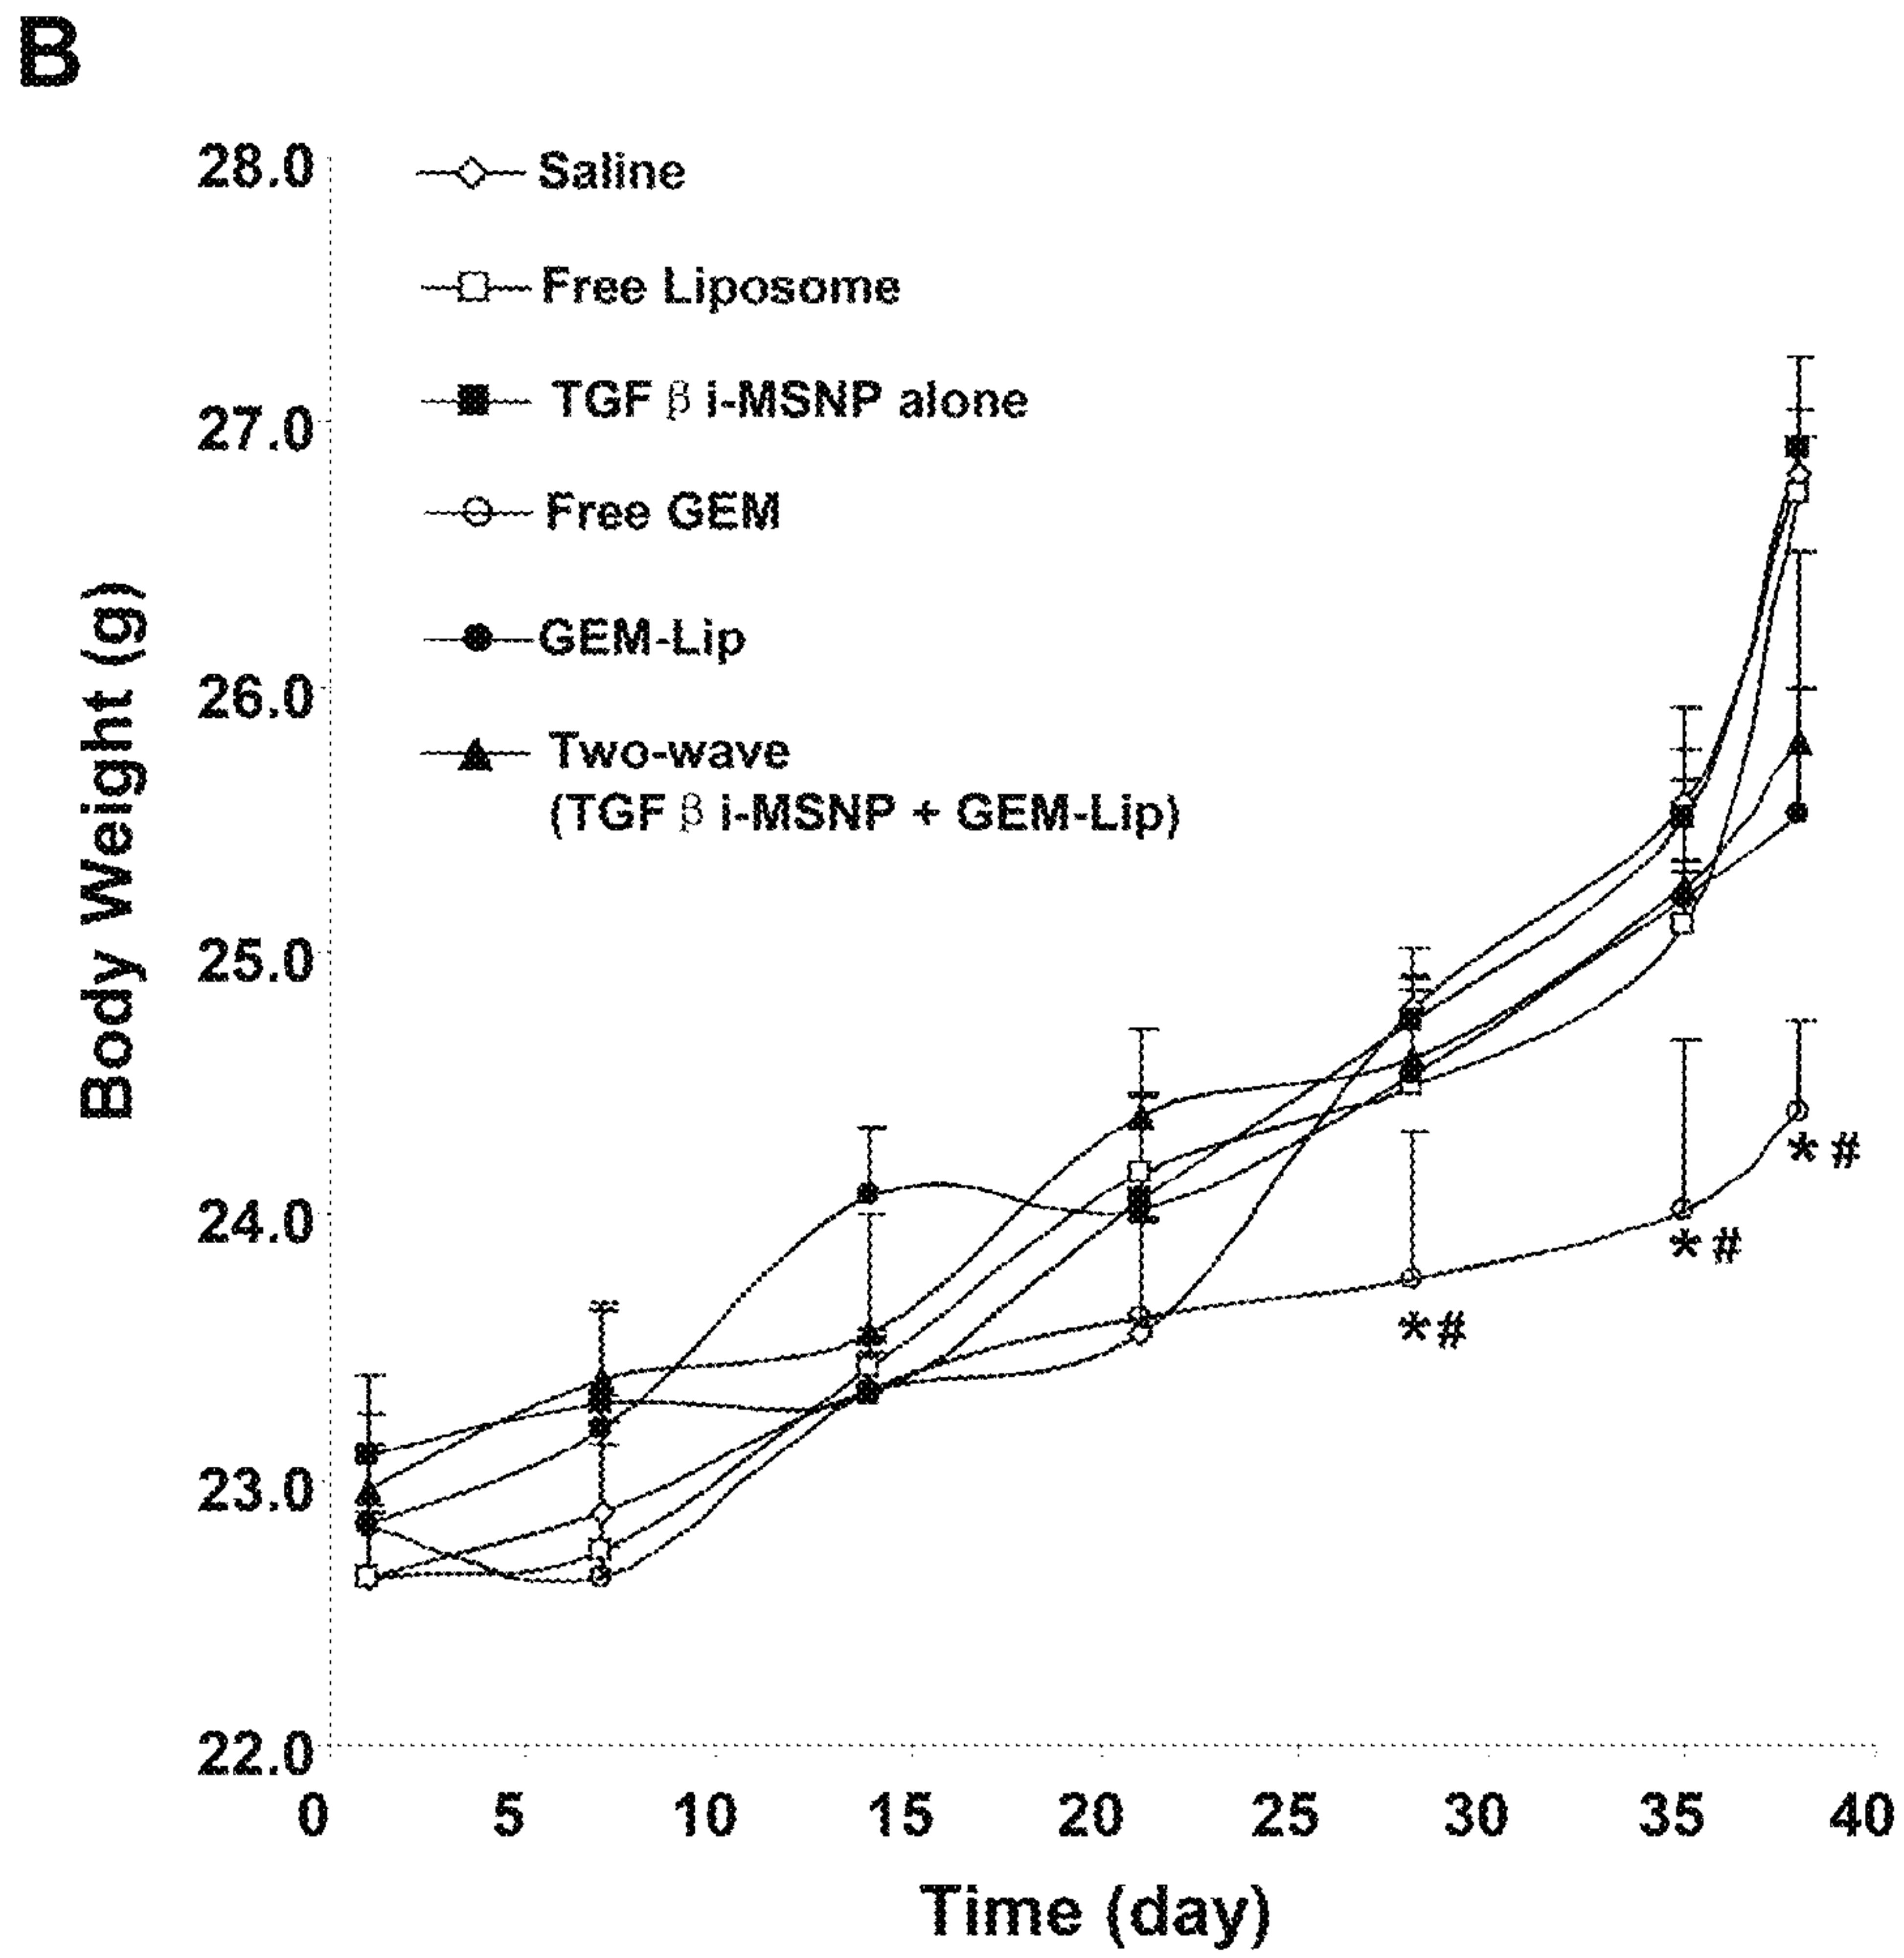 B
28.0
27.0
26.0
25.0
24.0
23.0
22.0
Body Weight (g)
Saline
Free Liposome
TGF β i-MSNP alone
Free GEM
GEM-Lip
Two-wave
(TGF β i-MSNP + GEM-Lip)
*#
*#
*#
0 5 10 15 20 25 30 35 40
Time (day)